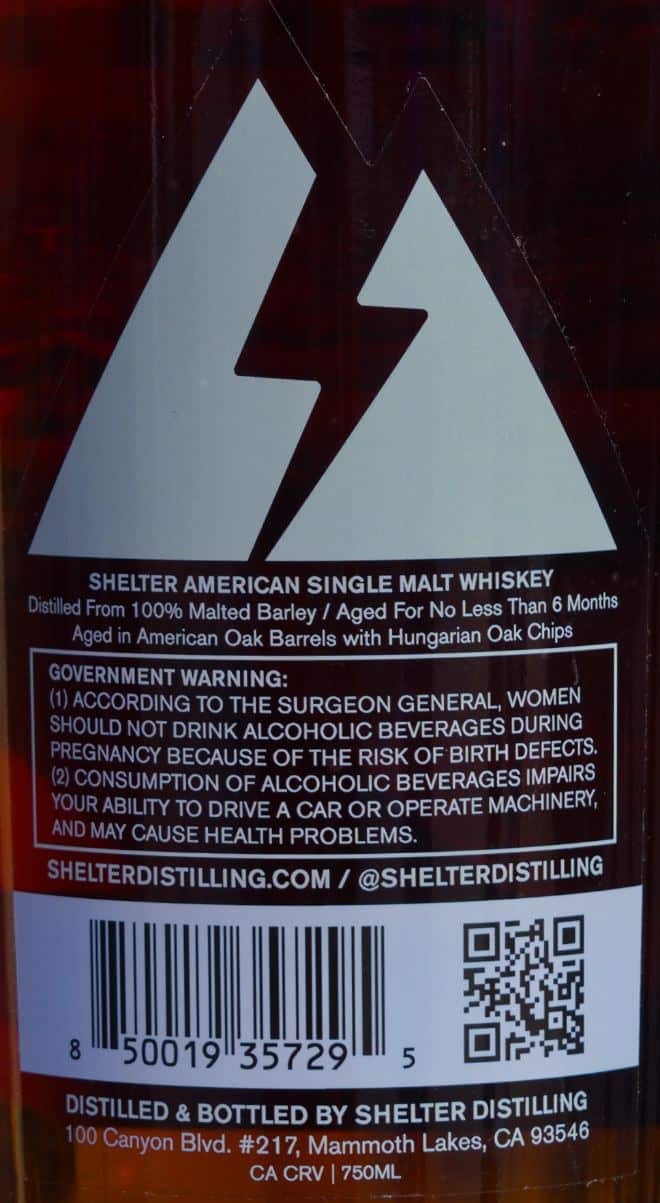 SHELTER AMERICAN SINGLE MALT WHISKEY
Distilled From 100% Malted Barley / Aged For No Less Than 6 Months
Aged in American Oak Barrels with Hungarian Oak Chips
GOVERNMENT WARNING:
(1) ACCORDING TO THE SURGEON GENERAL, WOMEN
SHOULD NOT DRINK ALCOHOLIC BEVERAGES DURING
PREGNANCY BECAUSE OF THE RISK OF BIRTH DEFECTS.
(2) CONSUMPTION OF ALCOHOLIC BEVERAGES IMPAIRS
YOUR ABILITY TO DRIVE A CAR OR OPERATE MACHINERY,
AND MAY CAUSE HEALTH PROBLEMS.
SHELTERDISTILLING.COM / @SHELTERDISTILLING
8 50019 35729 5
DISTILLED & BOTTLED BY SHELTER DISTILLING
100 Canyon Blvd. #217, Mammoth Lakes, CA 93546
CA CRV | 750ML